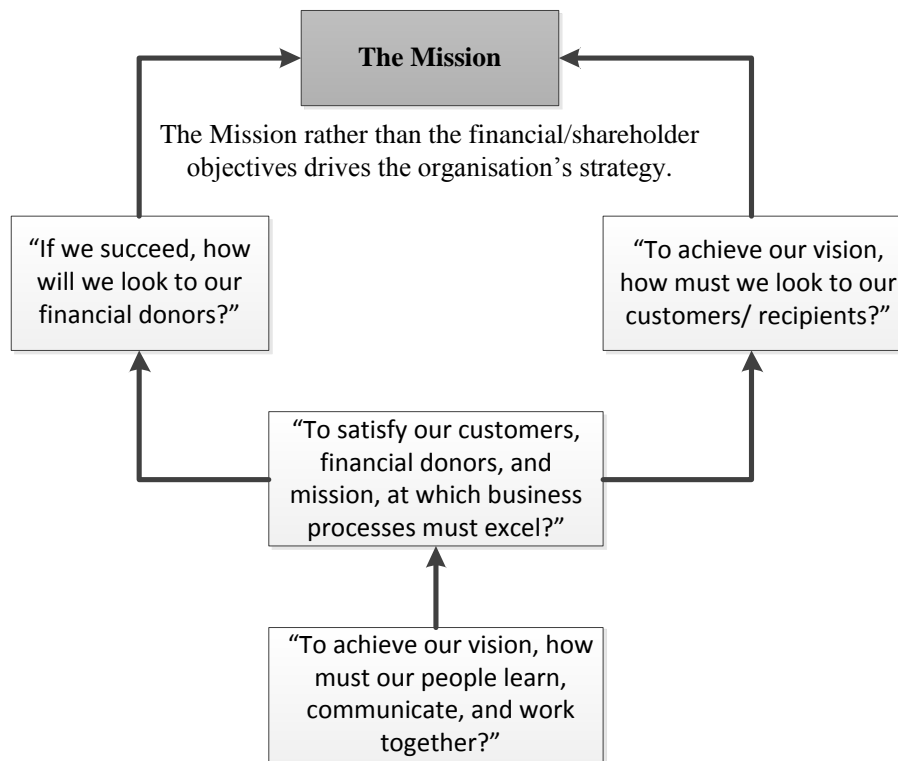 The Mission
The Mission rather than the financial/shareholder
objectives drives the organisation’s strategy.
“If we succeed, how
will we look to our
financial donors?”
“To achieve our vision,
how must we look to our
customers/ recipients?”
“To satisfy our customers,
financial donors, and
mission, at which business
processes must excel?”
“To achieve our vision, how
must our people learn,
communicate, and work
together?”